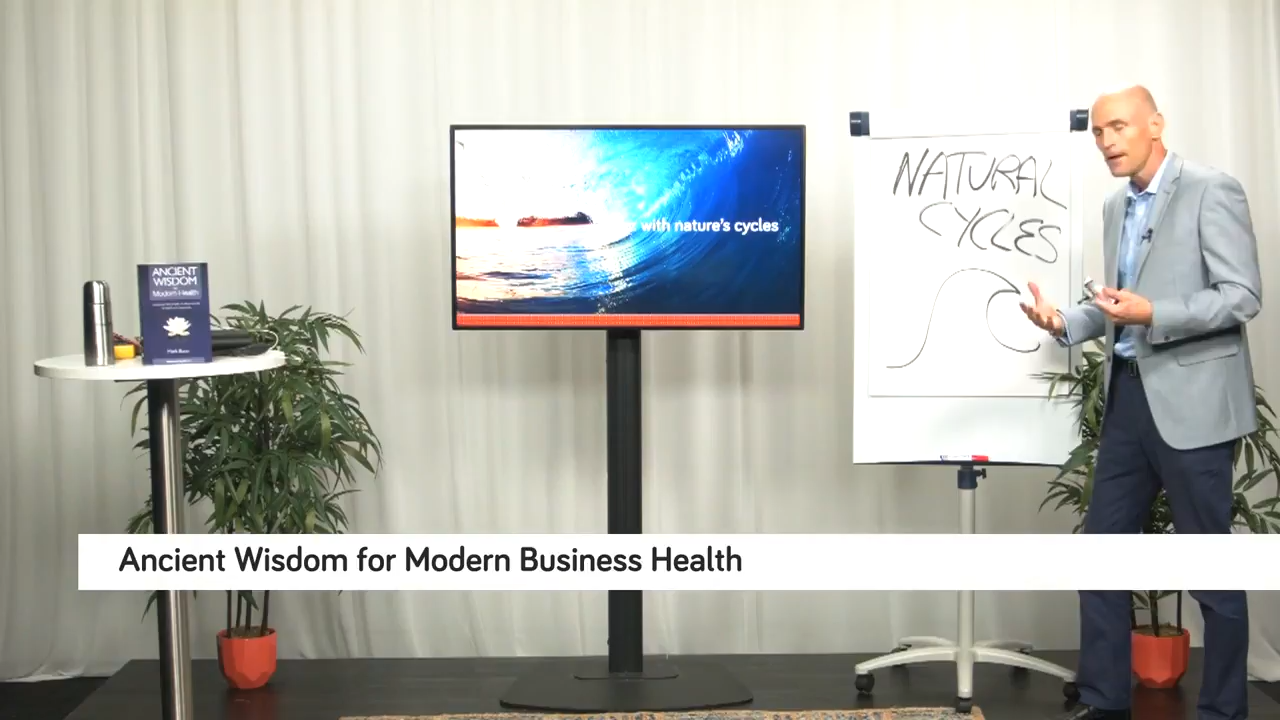 ANCIENT
WISDOM
Modern Health
with nature's cycles
NATURAL
CYCLES
Ancient Wisdom for Modern Business Health